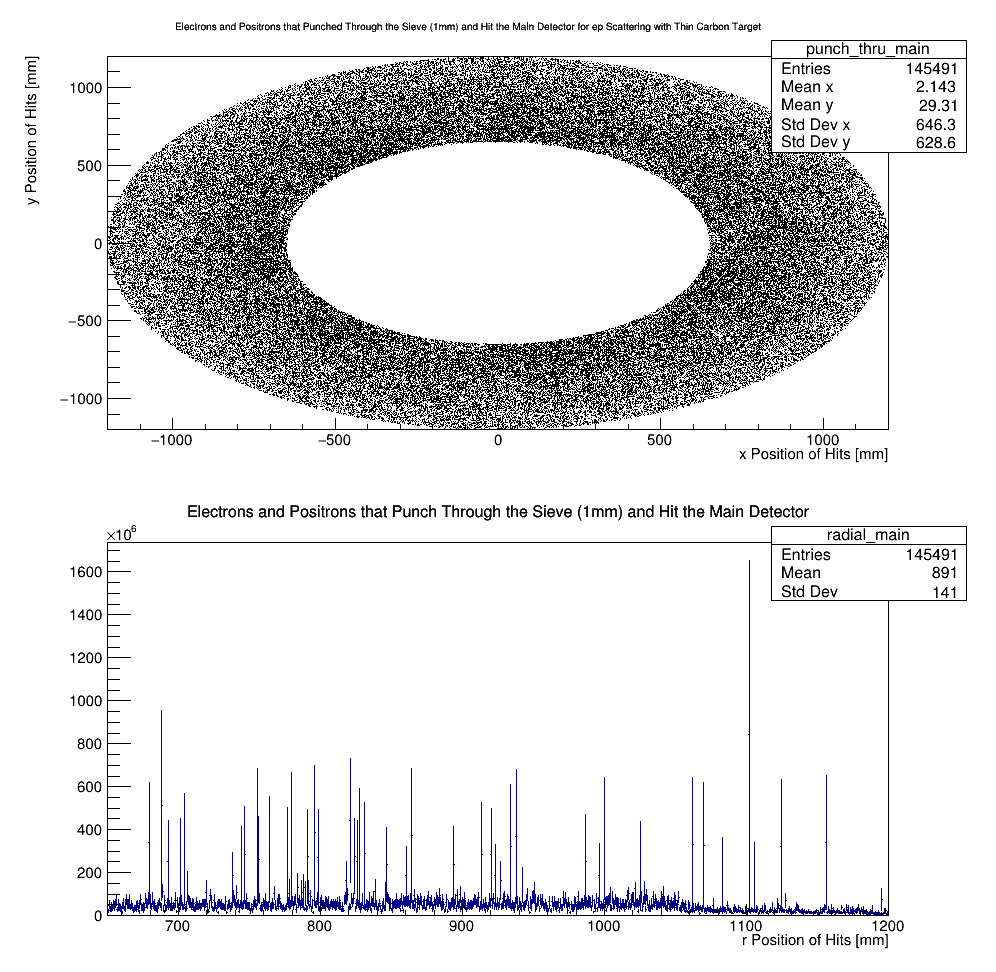 Electrons and Positrons that Punched Through the Sieve (1mm) and Hit the Main Detector for ep Scattering with Thin Carbon Target
punch_thru_main
Entries 145491
Mean x 2.143
Mean y 29.31
Std Dev x 646.3
Std Dev y 628.6
y Position of Hits [mm]
1000
500
0
−500
−1000
−1000 −500 0 500 1000
x Position of Hits [mm]
Electrons and Positrons that Punch Through the Sieve (1mm) and Hit the Main Detector
×10⁶
radial_main
Entries 145491
Mean 891
Std Dev 141
1600
1400
1200
1000
800
600
400
200
0
700 800 900 1000 1100 1200
r Position of Hits [mm]